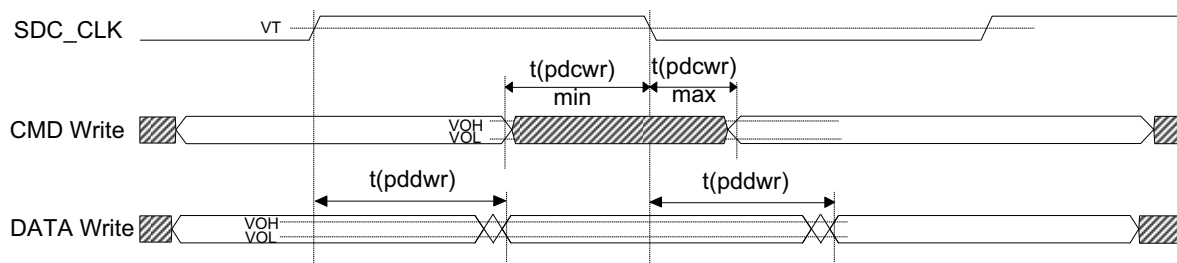 SDC_CLK
VT
t(pdcwr)
min
t(pdcwr)
max
CMD Write
VOH
VOL
t(pddwr)
t(pddwr)
DATA Write
VOH
VOL